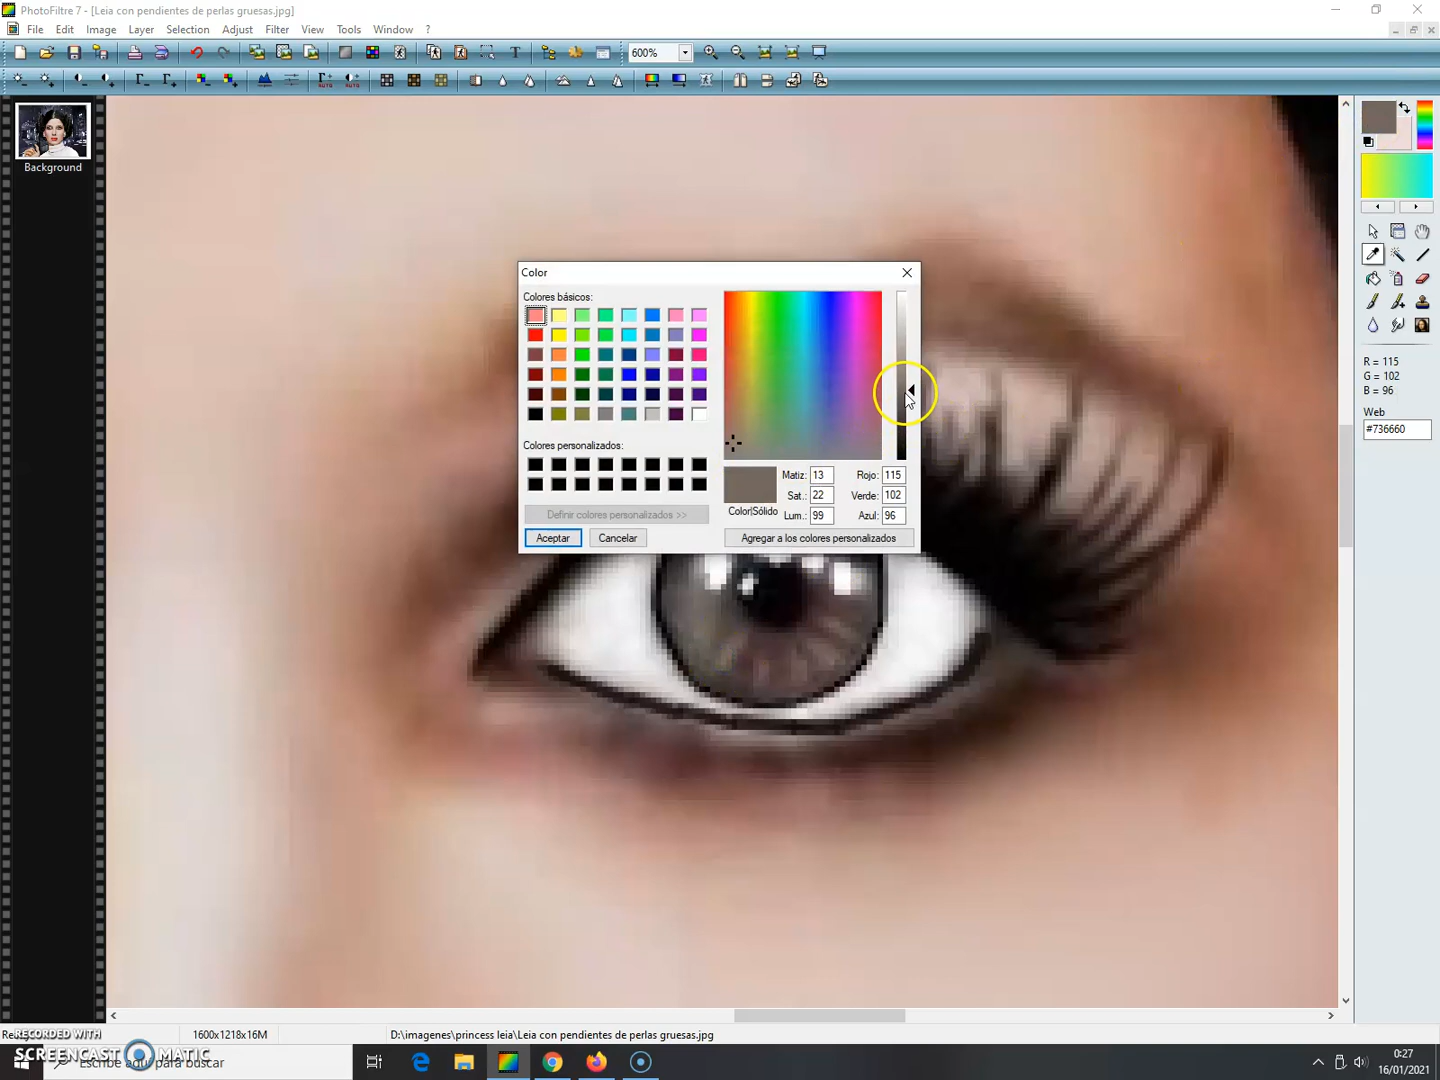 PhotoFiltre 7 - [Leia con pendientes de perlas gruesas.jpg]
File Edit Image Layer Selection Adjust Filter View Tools Window ?
600%
AUTO AUTO
Background
Color
Colores básicos:
Colores personalizados:
Definir colores personalizados >>
Aceptar Cancelar
Color|Sólido
Matiz: 13 Rojo: 115
Sat.: 22 Verde: 102
Lum.: 99 Azul: 96
Agregar a los colores personalizados
R = 115
G = 102
B = 96
Web
#736660
1600x1218x16M D:\imagenes\princess leia\Leia con pendientes de perlas gruesas.jpg
RECORDED WITH
SCREENCAST MATIC
Escribe aquí para buscar
0:27
16/01/2021